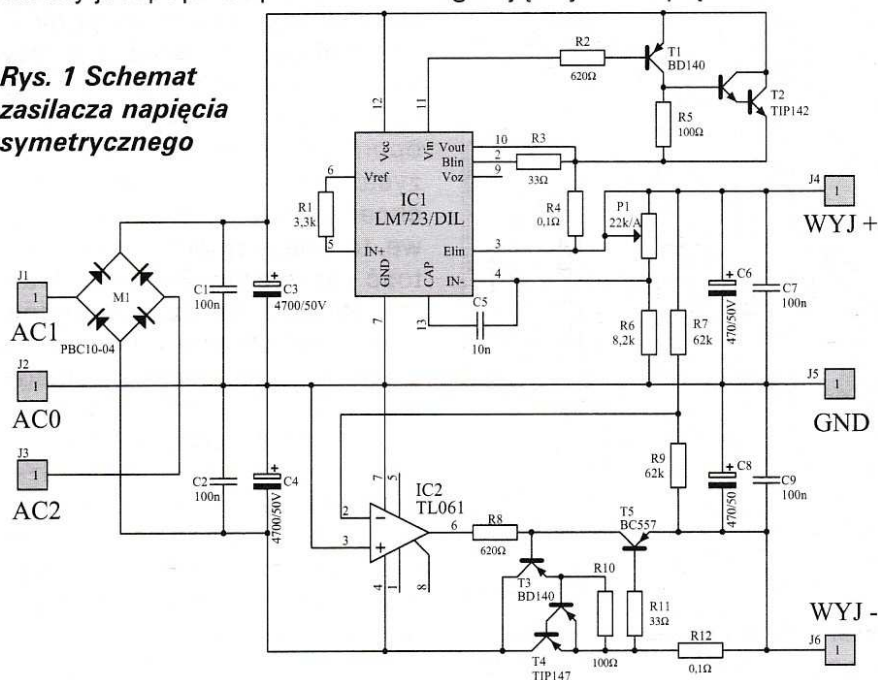 Rys. 1 Schemat
zasilacza napięcia
symetrycznego
R2
620Ω
T1
BD140
T2
TIP142
R5
100Ω
12
11
Vcc
Vin
Vout
10
Blin
2
Voz
9
R3
33Ω
6
Vref
IC1
LM723/DIL
R1
3,3k
5
IN+
GND
CAP
Elin
3
IN-
4
R4
0,1Ω
P1
22k/A
J4
1
WYJ +
J1
1
AC1
M1
PBC10-04
C1
100n
C3
4700/50V
7
13
C5
10n
R6
8,2k
R7
62k
C6
470/50V
C7
100n
J2
1
AC0
J5
1
GND
J3
1
AC2
C2
100n
C4
4700/50V
7
5
IC2
TL061
2
3
6
4
1
8
R8
620Ω
R9
62k
C8
470/50
C9
100n
T5
BC557
T3
BD140
R10
100Ω
R11
33Ω
T4
TIP147
R12
0,1Ω
WYJ -
J6
1